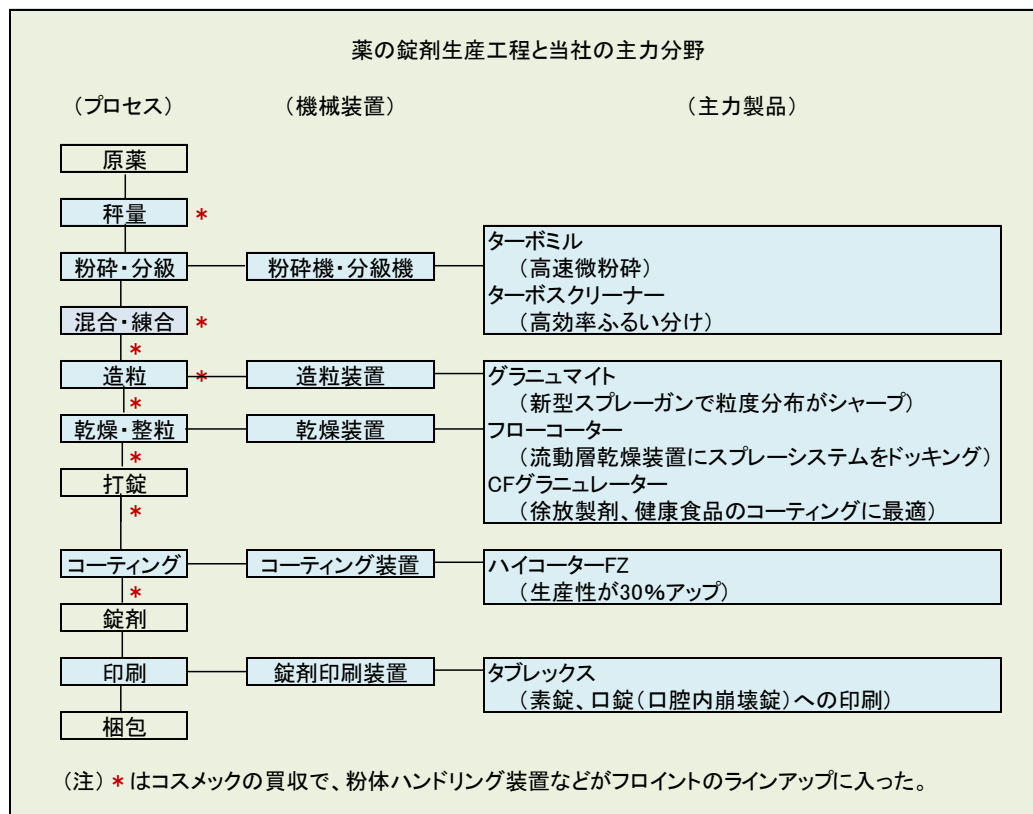 薬の錠剤生産工程と当社の主力分野
（プロセス） （機械装置） （主力製品）
原薬
秤量 *
粉砕・分級 粉砕機・分級機 ターボミル
（高速微粉砕）
ターボスクリーナー
（高効率ふるい分け）
混合・練合 *
*
造粒 * 造粒装置 グラニュマイト
（新型スプレーガンで粒度分布がシャープ）
*
乾燥・整粒 乾燥装置 フローコーター
（流動層乾燥装置にスプレーシステムをドッキング）
*
打錠 CFグラニュレーター
（徐放製剤、健康食品のコーティングに最適）
*
コーティング コーティング装置 ハイコーターFZ
（生産性が30%アップ）
*
錠剤
印刷 錠剤印刷装置 タブレックス
（素錠、口錠（口腔内崩壊錠）への印刷）
梱包
（注） * はコスメックの買収で、粉体ハンドリング装置などがフロイントのラインアップに入った。